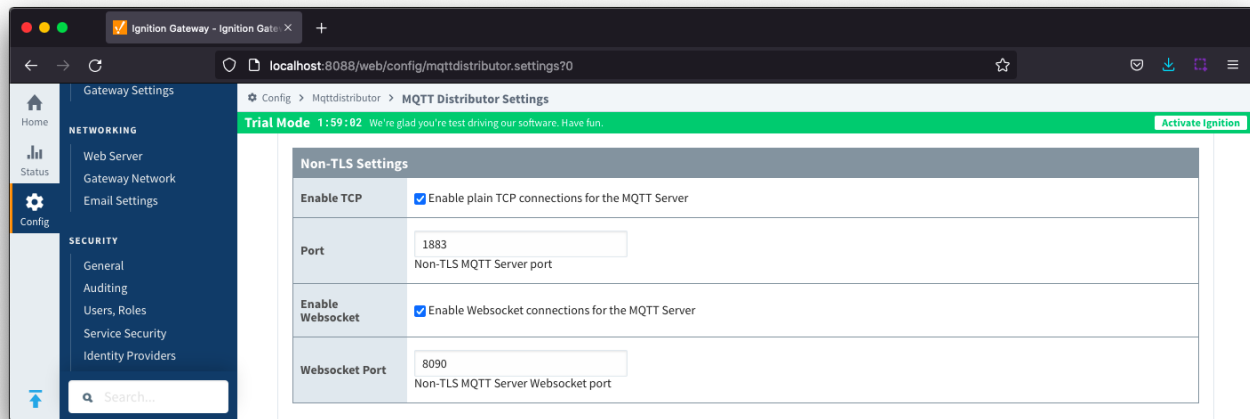 Ignition Gateway - Ignition Gate
localhost:8088/web/config/mqttdistributor.settings?0
Home
Status
Config
Gateway Settings
NETWORKING
Web Server
Gateway Network
Email Settings
SECURITY
General
Auditing
Users, Roles
Service Security
Identity Providers
Search...
Config > Mqttdistributor > MQTT Distributor Settings
Trial Mode 1:59:02 We're glad you're test driving our software. Have fun.
Activate Ignition
Non-TLS Settings
Enable TCP
Enable plain TCP connections for the MQTT Server
Port
1883
Non-TLS MQTT Server port
Enable
Websocket
Enable Websocket connections for the MQTT Server
Websocket Port
8090
Non-TLS MQTT Server Websocket port